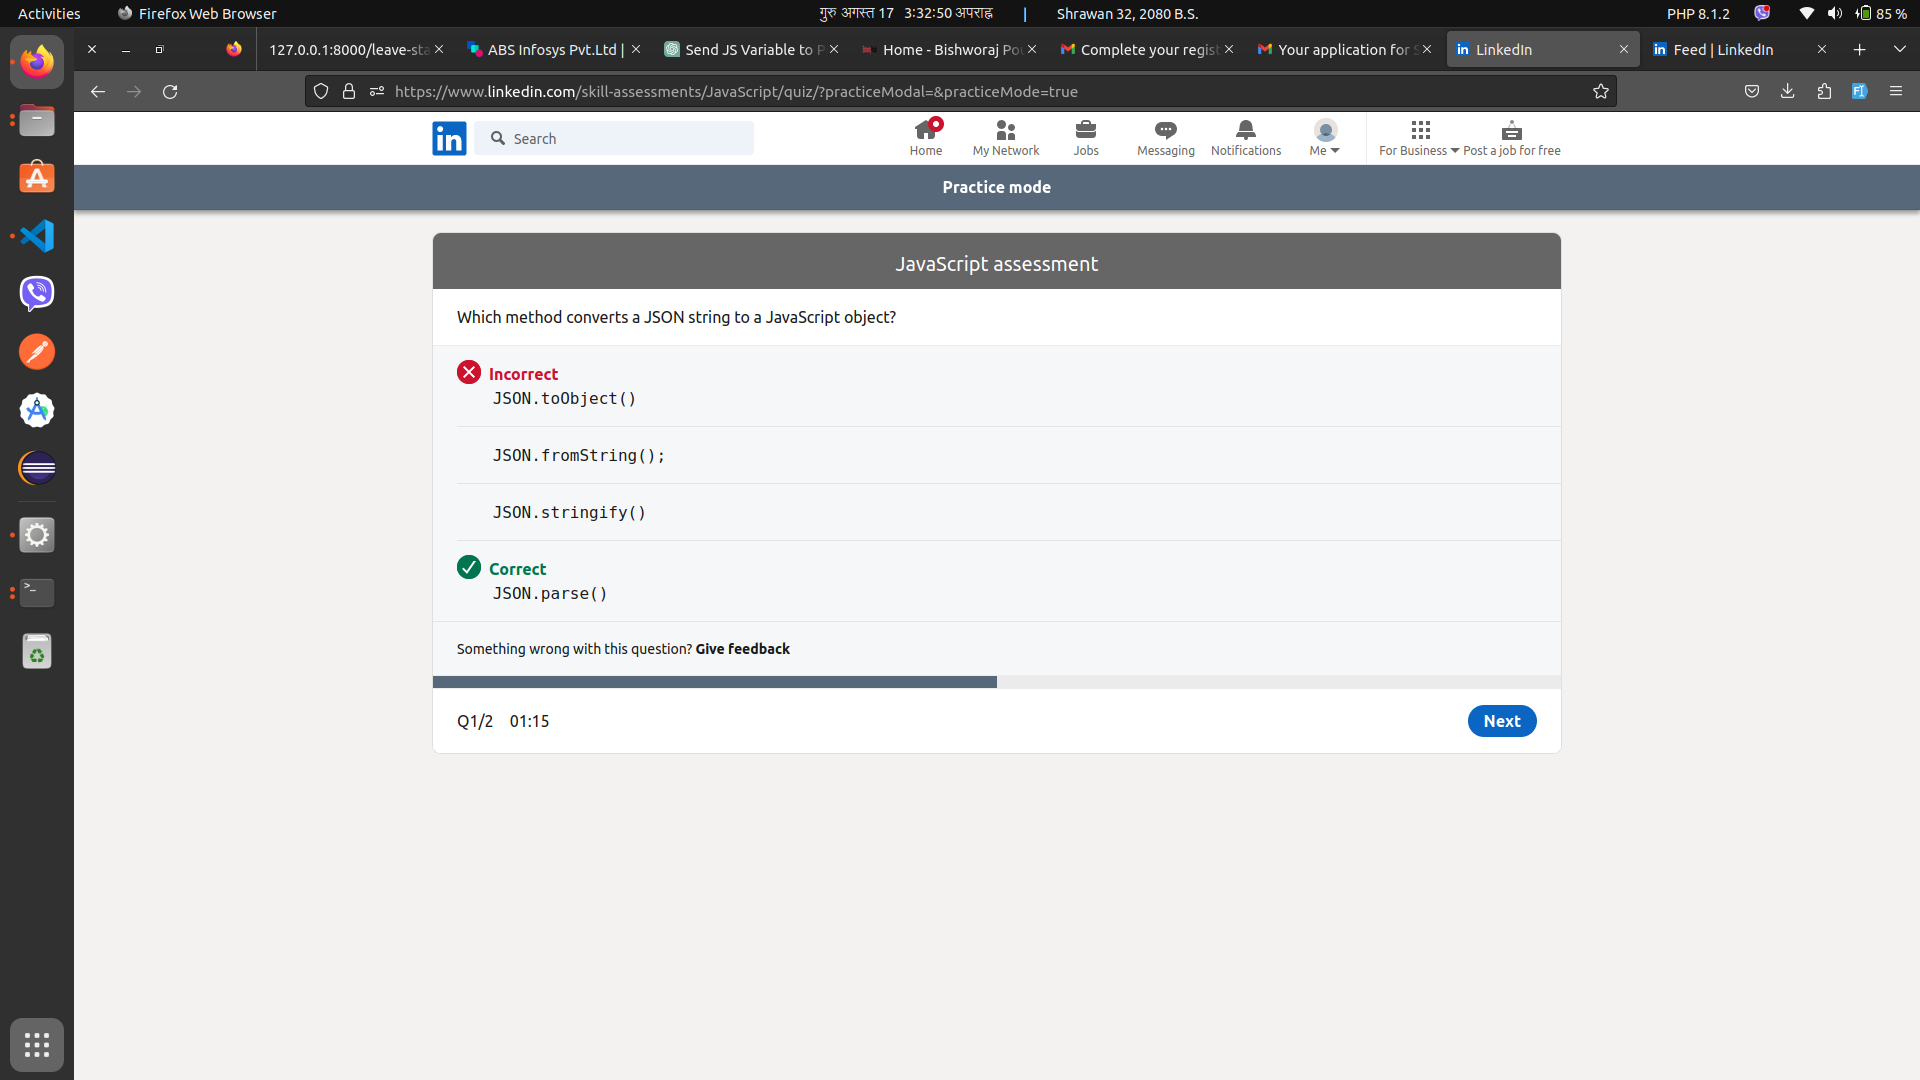 Activities
Firefox Web Browser
गुरु अगस्त 17 3:32:50 अपराह्न
| Shrawan 32, 2080 B.S.
PHP 8.1.2
85 %
127.0.0.1:8000/leave-sta
ABS Infosys Pvt.Ltd |
Send JS Variable to P
Home - Bishworaj Pou
Complete your regist
Your application for S
LinkedIn
Feed | LinkedIn
https://www.linkedin.com/skill-assessments/JavaScript/quiz/?practiceModal=&practiceMode=true
in
Search
Home
My Network
Jobs
Messaging
Notifications
Me
For Business
Post a job for free
Practice mode
JavaScript assessment
Which method converts a JSON string to a JavaScript object?
Incorrect
JSON.toObject()
JSON.fromString();
JSON.stringify()
Correct
JSON.parse()
Something wrong with this question? Give feedback
Q1/2 01:15
Next